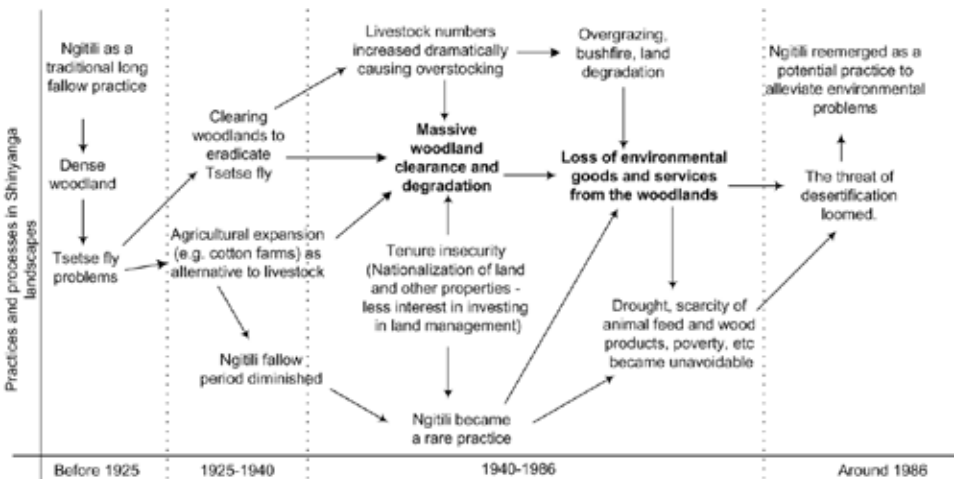 Practices and processes in Shinyanga
landscapes
Ngitili as a
traditional long
fallow practice
Dense
woodland
Tsetse fly
problems
Clearing
woodlands to
eradicate
Tsetse fly
Agricultural expansion
(e.g. cotton farms) as
alternative to livestock
Ngitili fallow
period diminished
Livestock numbers
increased dramatically
causing overstocking
Massive
woodland
clearance and
degradation
Tenure insecurity
(Nationalization of land
and other properties -
less interest in investing
in land management)
Ngitili became
a rare practice
Overgrazing,
bushfire, land
degradation
Loss of environmental
goods and services
from the woodlands
Drought, scarcity of
animal feed and wood
products, poverty, etc
became unavoidable
Ngitili reemerged as a
potential practice to
alleviate environmental
problems
The threat of
desertification
loomed.
Before 1925
1925-1940
1940-1986
Around 1986